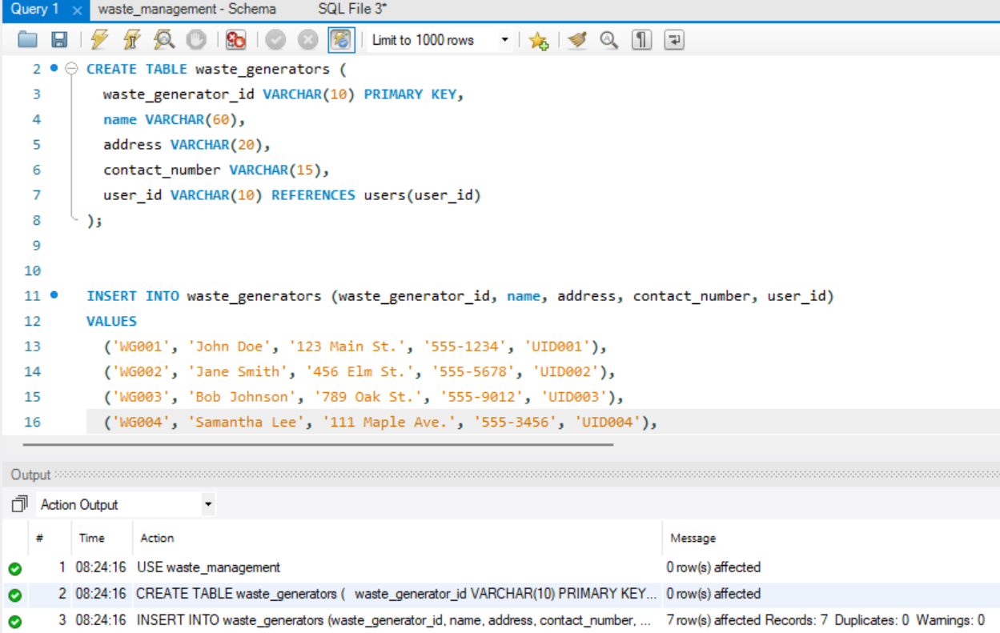 Query 1 waste_management - Schema SQL File 3*
Limit to 1000 rows
2 CREATE TABLE waste_generators (
3 waste_generator_id VARCHAR(10) PRIMARY KEY,
4 name VARCHAR(60),
5 address VARCHAR(20),
6 contact_number VARCHAR(15),
7 user_id VARCHAR(10) REFERENCES users(user_id)
8 );
9
10
11 INSERT INTO waste_generators (waste_generator_id, name, address, contact_number, user_id)
12 VALUES
13 ('WG001', 'John Doe', '123 Main St.', '555-1234', 'UID001'),
14 ('WG002', 'Jane Smith', '456 Elm St.', '555-5678', 'UID002'),
15 ('WG003', 'Bob Johnson', '789 Oak St.', '555-9012', 'UID003'),
16 ('WG004', 'Samantha Lee', '111 Maple Ave.', '555-3456', 'UID004'),
Output
Action Output
# Time Action Message
1 08:24:16 USE waste_management 0 row(s) affected
2 08:24:16 CREATE TABLE waste_generators ( waste_generator_id VARCHAR(10) PRIMARY KEY... 0 row(s) affected
3 08:24:16 INSERT INTO waste_generators (waste_generator_id, name, address, contact_number, ... 7 row(s) affected Records: 7 Duplicates: 0 Warnings: 0